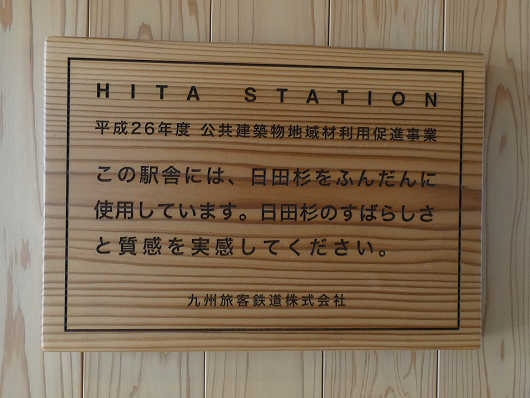 HITA STATION
平成26年度 公共建築物地域材利用促進事業
この駅舎には、日田杉をふんだんに
使用しています。日田杉のすばらしさ
と質感を実感してください。
九州旅客鉄道株式会社